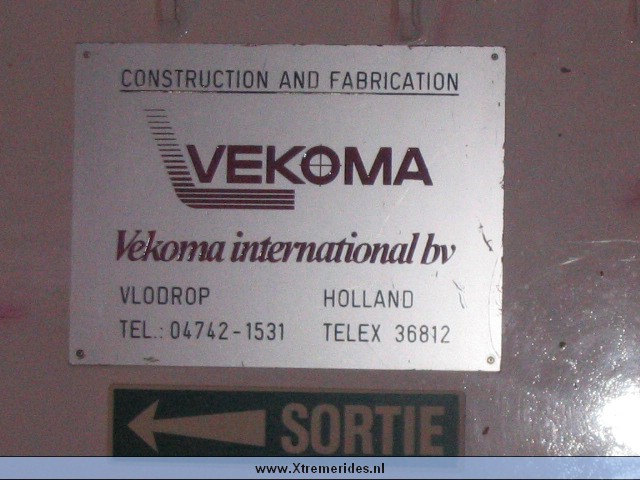 CONSTRUCTION AND FABRICATION
VEKOMA
Vekoma international bv
VLODROP HOLLAND
TEL.: 04742-1531 TELEX 36812
SORTIE
www.Xtremerides.nl